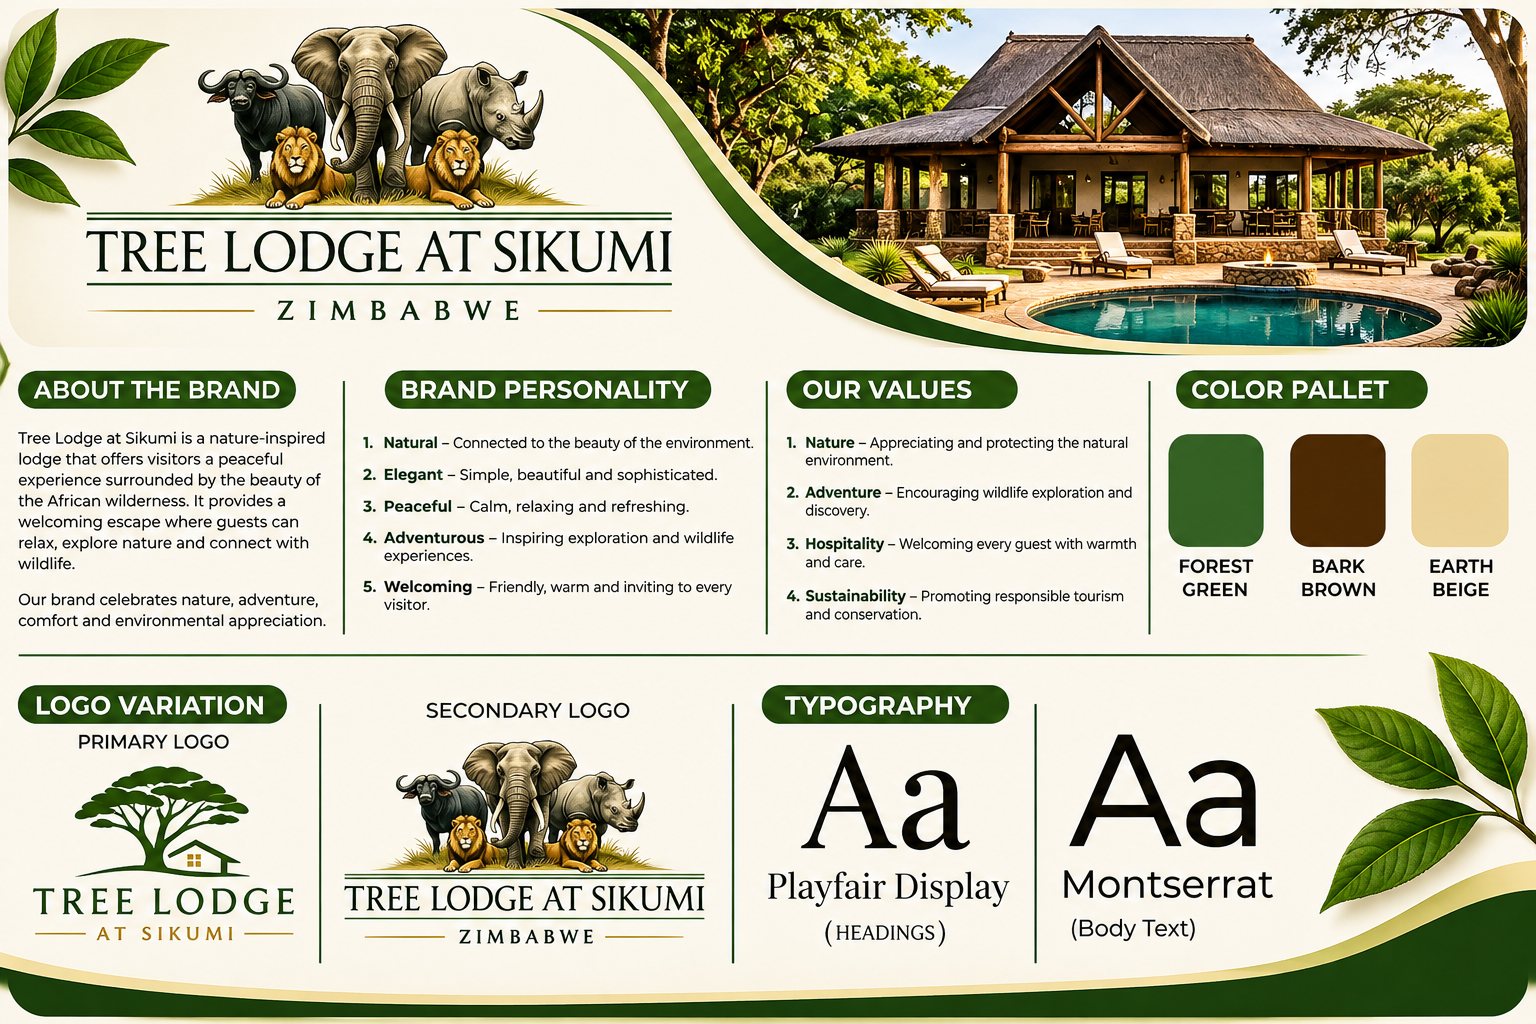 TREE LODGE AT SIKUMI
ZIMBABWE
ABOUT THE BRAND
Tree Lodge at Sikumi is a nature-inspired
lodge that offers visitors a peaceful
experience surrounded by the beauty of
the African wilderness. It provides a
welcoming escape where guests can
relax, explore nature and connect with
wildlife.
Our brand celebrates nature, adventure,
comfort and environmental appreciation.
BRAND PERSONALITY
1. Natural – Connected to the beauty of the environment.
2. Elegant – Simple, beautiful and sophisticated.
3. Peaceful – Calm, relaxing and refreshing.
4. Adventurous – Inspiring exploration and wildlife
experiences.
5. Welcoming – Friendly, warm and inviting to every
visitor.
OUR VALUES
1. Nature – Appreciating and protecting the natural
environment.
2. Adventure – Encouraging wildlife exploration and
discovery.
3. Hospitality – Welcoming every guest with warmth
and care.
4. Sustainability – Promoting responsible tourism
and conservation.
COLOR PALLET
FOREST
GREEN
BARK
BROWN
EARTH
BEIGE
LOGO VARIATION
PRIMARY LOGO
TREE LODGE
AT SIKUMI
SECONDARY LOGO
TREE LODGE AT SIKUMI
ZIMBABWE
TYPOGRAPHY
Aa
Playfair Display
(HEADINGS)
Aa
Montserrat
(Body Text)